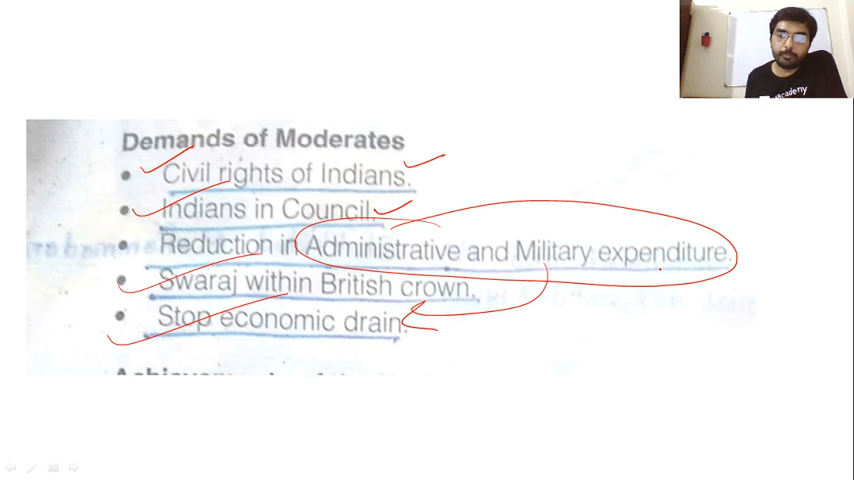 Demands of Moderates
• Civil rights of Indians.
• Indians in Council.
• Reduction in Administrative and Military expenditure.
• Swaraj within British crown.
• Stop economic drain.